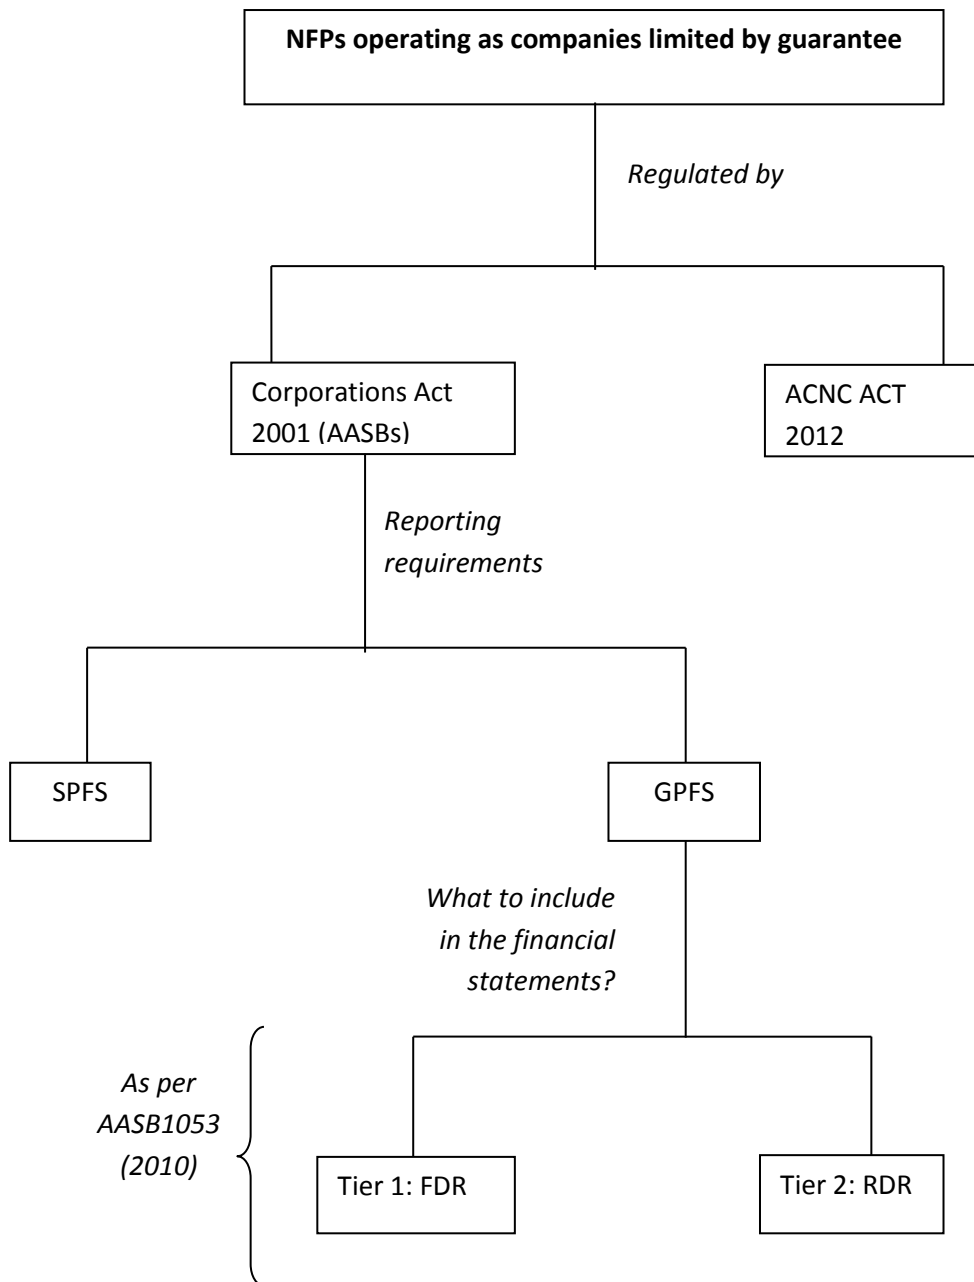 NFPs operating as companies limited by guarantee
Regulated by
Corporations Act
2001 (AASBs)
ACNC ACT
2012
Reporting
requirements
SPFS
GPFS
What to include
in the financial
statements?
As per
AASB1053
(2010)
Tier 1: FDR
Tier 2: RDR